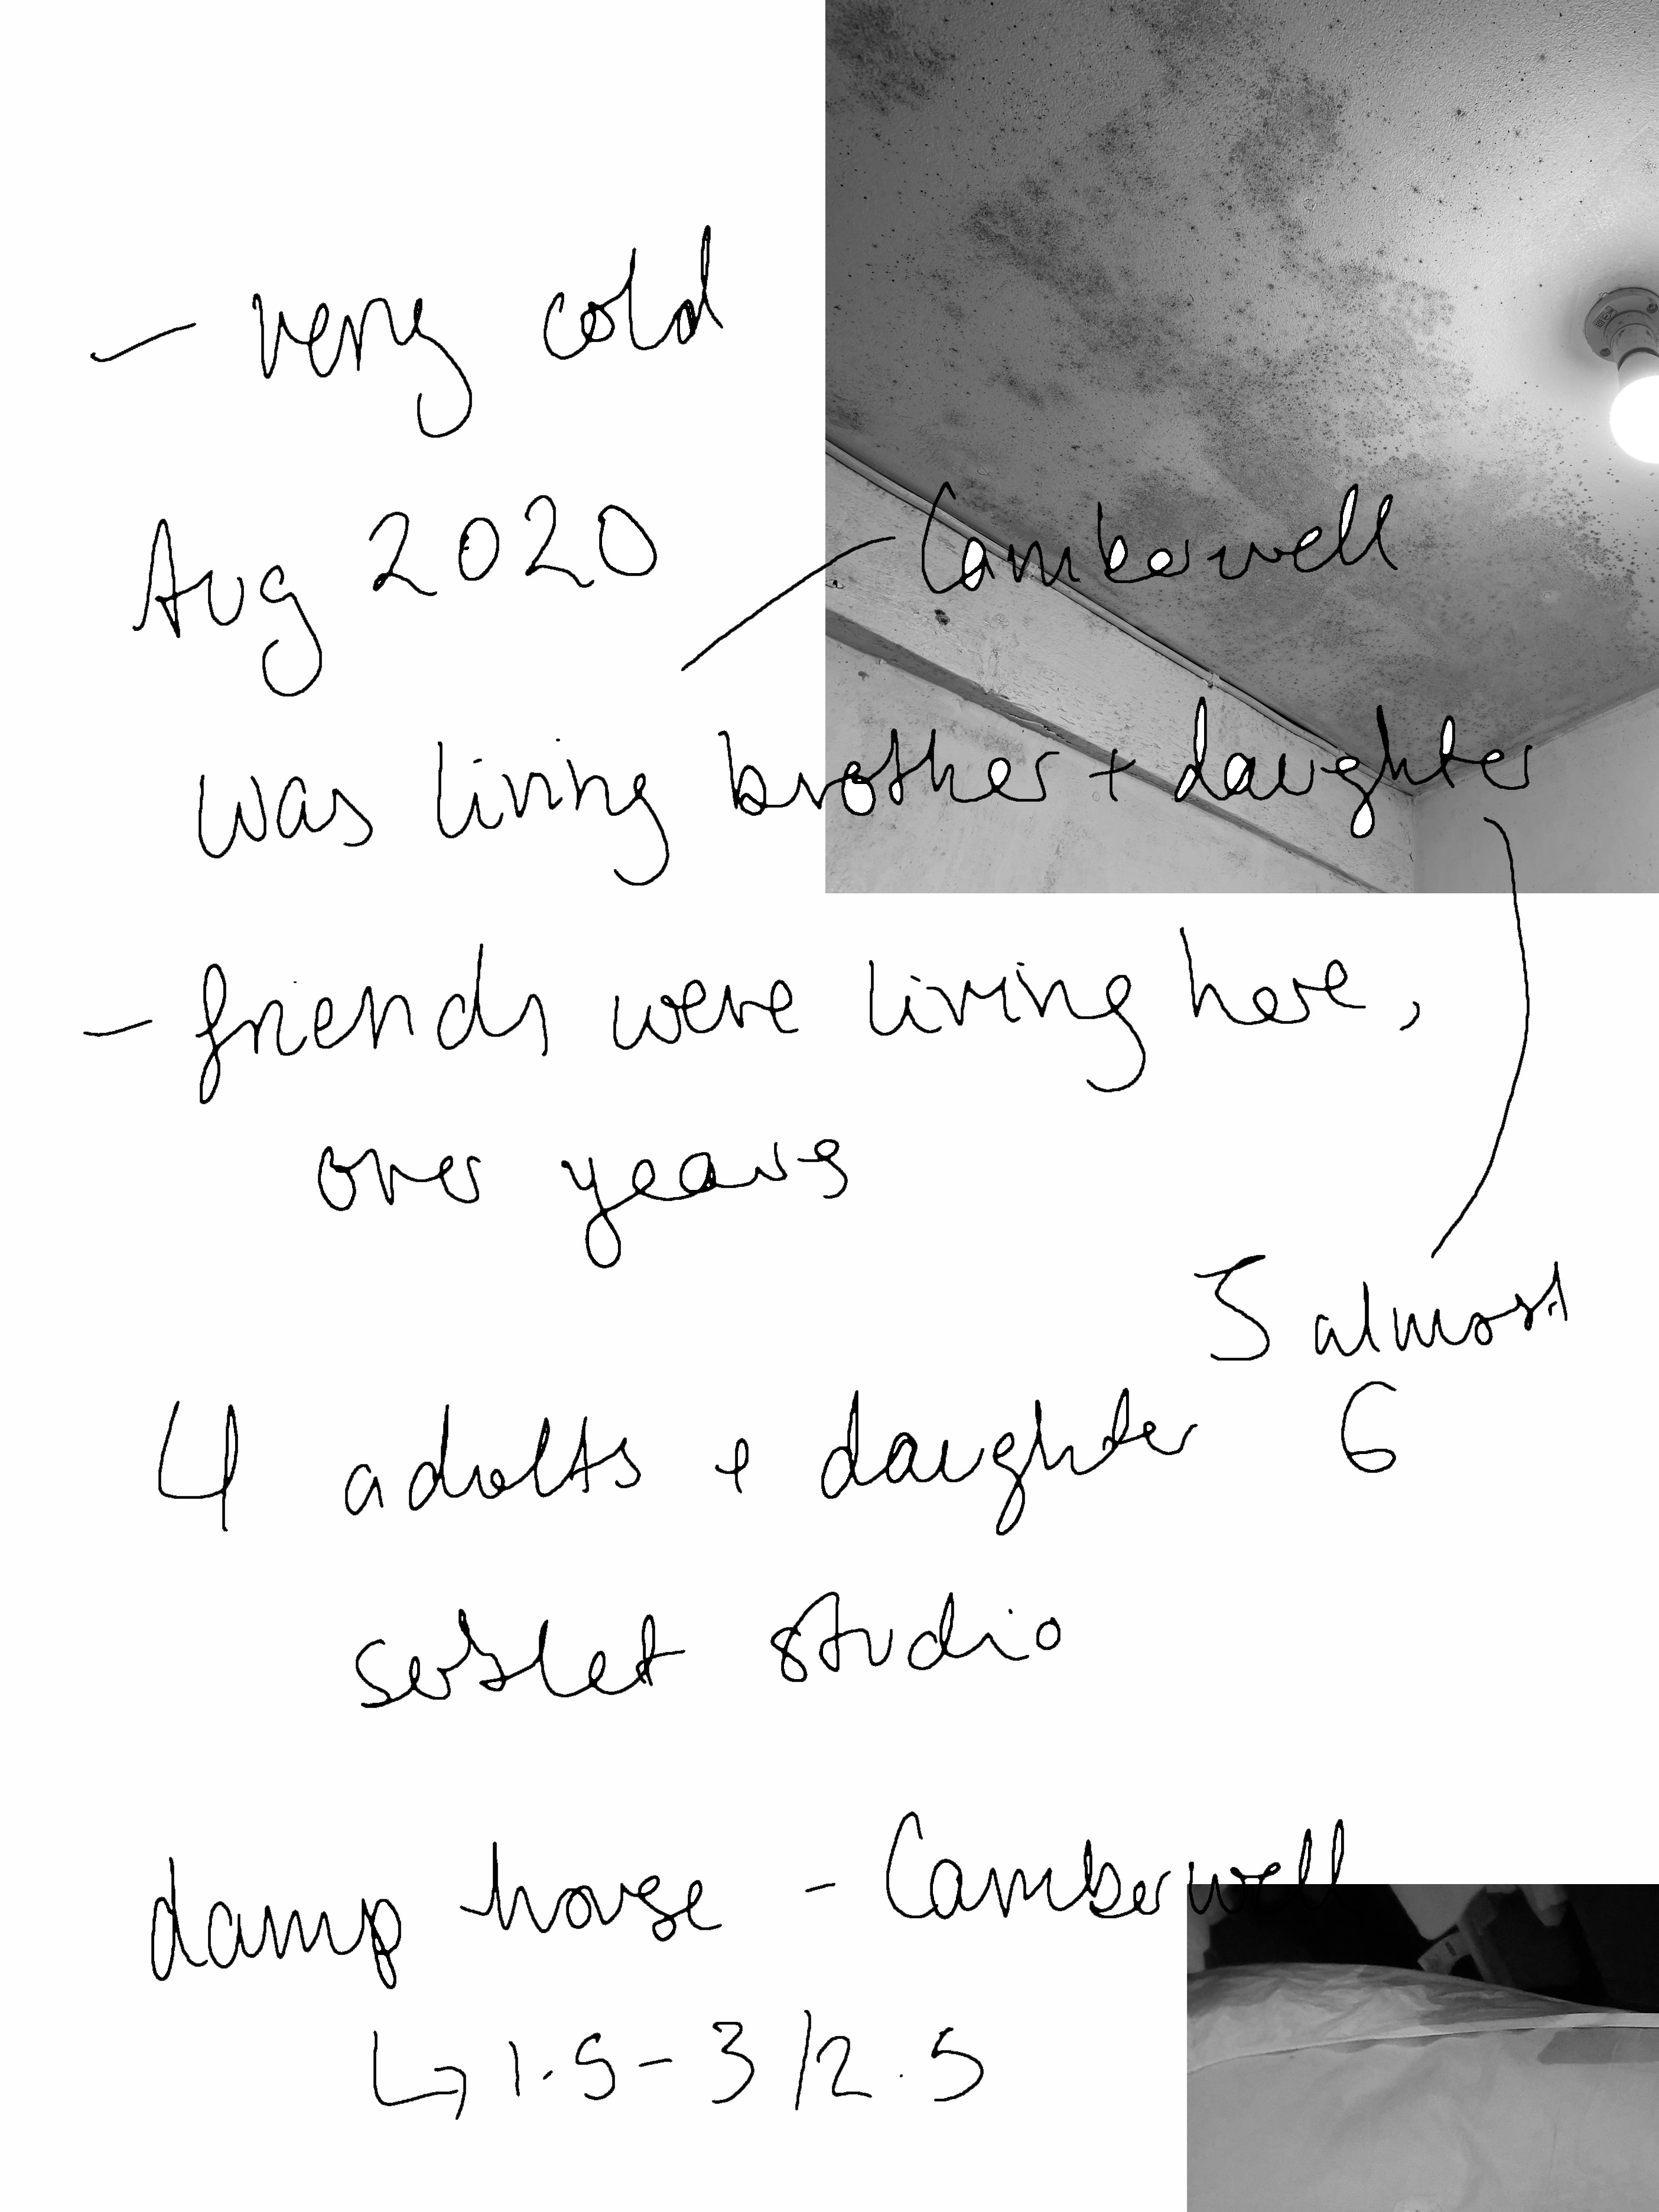 - very cold
Aug 2020 - Camberwell
was living brother + daughter
- friends were living here,
over years
5 almost
6
4 adults + daughter
sublet studio
damp house - Camberwell
↳ 1.5 - 3 / 2.5